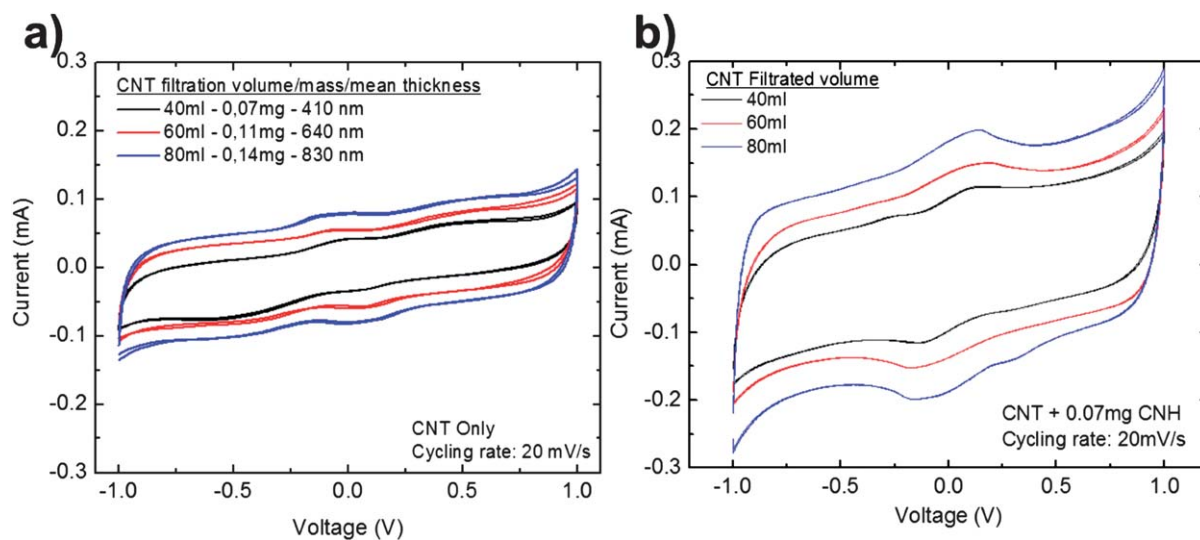 a)
CNT filtration volume/mass/mean thickness
40ml - 0,07mg - 410 nm
60ml - 0,11mg - 640 nm
80ml - 0,14mg - 830 nm
CNT Only
Cycling rate: 20 mV/s
Current (mA)
0.3
0.2
0.1
0.0
-0.1
-0.2
-0.3
-1.0
-0.5
0.0
0.5
1.0
Voltage (V)
b)
CNT Filtrated volume
40ml
60ml
80ml
CNT + 0.07mg CNH
Cycling rate: 20mV/s
Current (mA)
0.3
0.2
0.1
0.0
-0.1
-0.2
-0.3
-1.0
-0.5
0.0
0.5
1.0
Voltage (V)